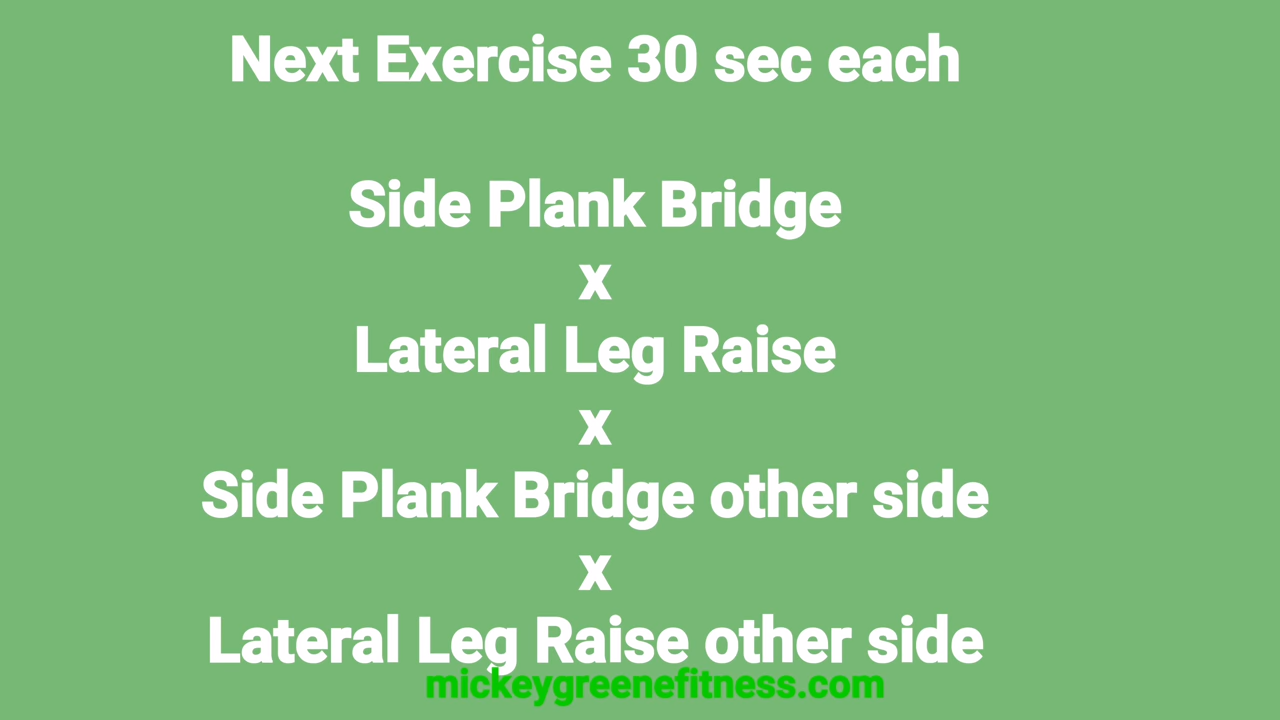 Next Exercise 30 sec each
Side Plank Bridge
x
Lateral Leg Raise
x
Side Plank Bridge other side
x
Lateral Leg Raise other side
mickeygreenefitness.com